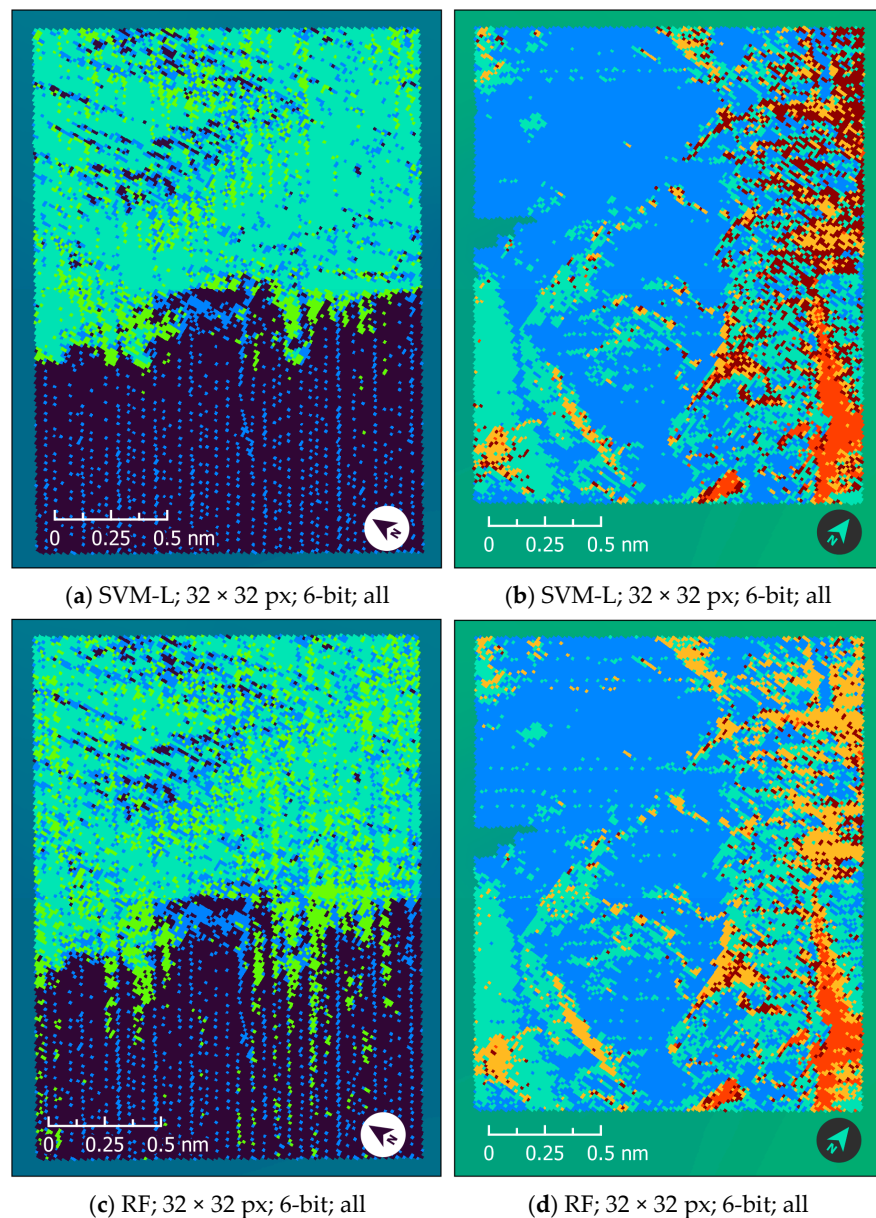 N
0 0.25 0.5 nm
(a) SVM-L; 32 × 32 px; 6-bit; all
N
0 0.25 0.5 nm
(b) SVM-L; 32 × 32 px; 6-bit; all
N
0 0.25 0.5 nm
(c) RF; 32 × 32 px; 6-bit; all
N
0 0.25 0.5 nm
(d) RF; 32 × 32 px; 6-bit; all